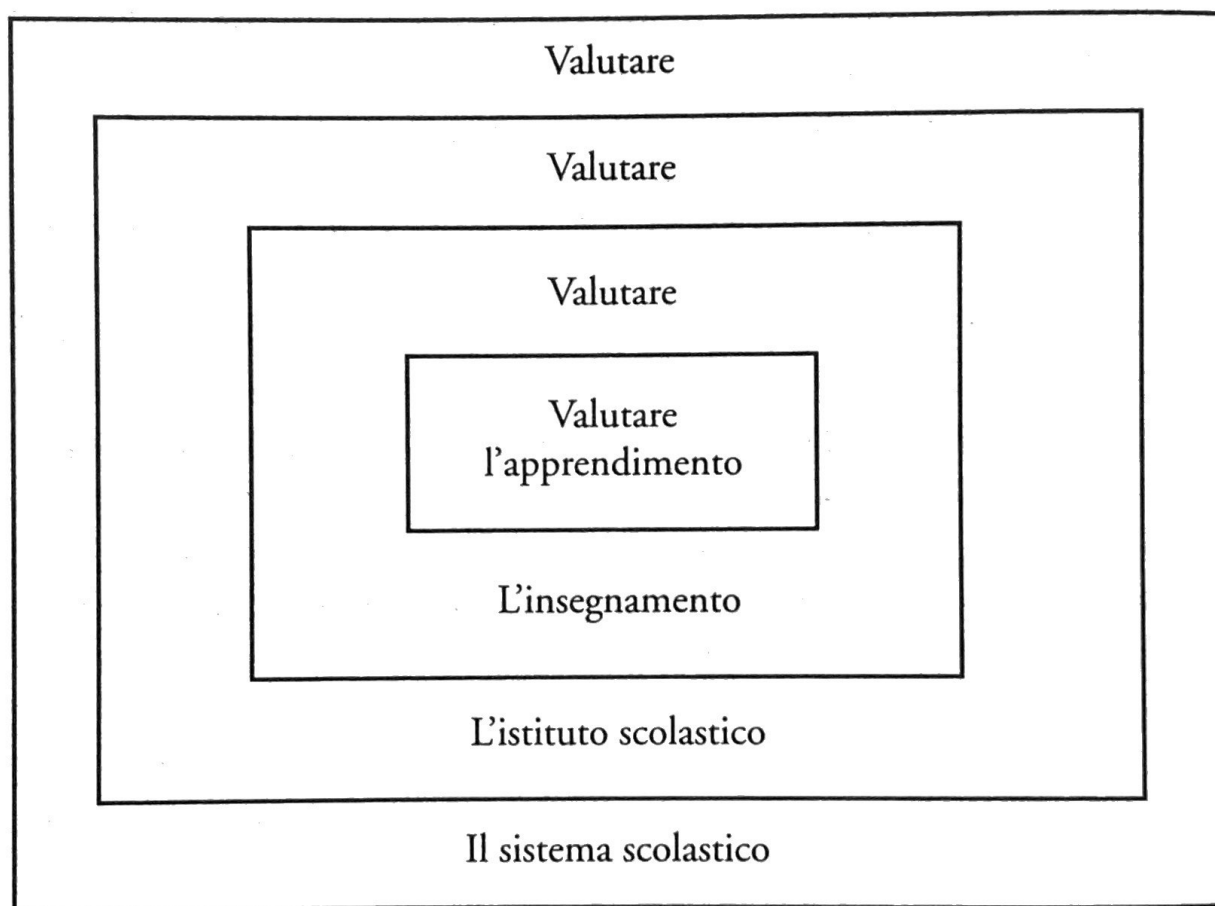 Valutare
Valutare
Valutare
Valutare
l’apprendimento
L’insegnamento
L’istituto scolastico
Il sistema scolastico